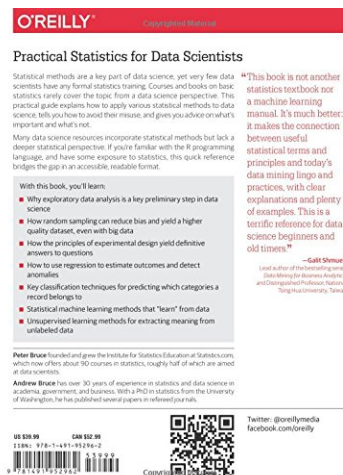 O'REILLY®
Copyrighted Material
Practical Statistics for Data Scientists
Statistical methods are a key part of data science, yet very few data
scientists have any formal statistics training. Courses and books on basic
statistics rarely cover the topic from a data science perspective. This
practical guide explains how to apply various statistical methods to data
science, tells you how to avoid their misuse, and gives you advice on what's
important and what's not.
Many data science resources incorporate statistical methods but lack a
deeper statistical perspective. If you're familiar with the R programming
language, and have some exposure to statistics, this quick reference
bridges the gap in an accessible, readable format.
With this book, you'll learn:
■ Why exploratory data analysis is a key preliminary step in data
science
■ How random sampling can reduce bias and yield a higher
quality dataset, even with big data
■ How the principles of experimental design yield definitive
answers to questions
■ How to use regression to estimate outcomes and detect
anomalies
■ Key classification techniques for predicting which categories a
record belongs to
■ Statistical machine learning methods that "learn" from data
■ Unsupervised learning methods for extracting meaning from
unlabeled data
Peter Bruce founded and grew the Institute for Statistics Education at Statistics.com,
which now offers about 90 courses in statistics, roughly half of which are aimed
at data scientists.
Andrew Bruce has over 30 years of experience in statistics and data science in
academia, government, and business. With a PhD in statistics from the University
of Washington, he has published several papers in refereed journals.
"This book is not another
statistics textbook nor
a machine learning
manual. It's much better:
it makes the connection
between useful
statistical terms and
principles and today's
data mining lingo and
practices, with clear
explanations and plenty
of examples. This is a
terrific reference for data
science beginners and
old timers."
—Galit Shmue
Lead author of the bestselling
Data Mining for Business Analytic
and Distinguished Professor, Nation
Tsing Hua University, Taiwa
US $39.99 CAN $52.99
ISBN: 978-1-491-95296-2
53999
9 781491 952962
Twitter: @oreillymedia
facebook.com/oreilly